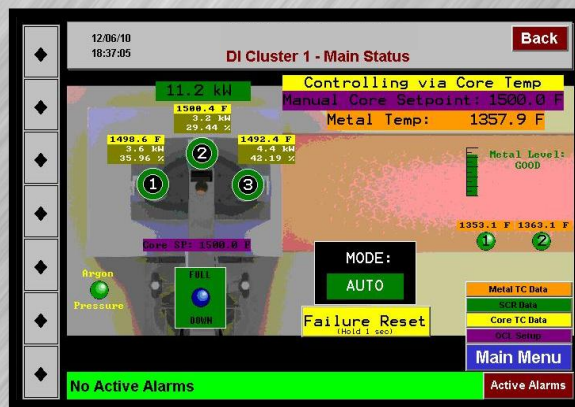 12/06/10
18:37:05
DI Cluster 1 - Main Status
Back
11.2 kW
Controlling via Core Temp
Manual Core Setpoint: 1500.0 F
Metal Temp: 1357.9 F
1500.4 F
3.2 kW
29.44 %
1498.6 F
3.6 kW
35.96 %
1492.4 F
4.4 kW
42.19 %
2
1
3
Metal Level:
GOOD
1353.1 F
1363.1 F
1
2
Core SP: 1500.0 F
MODE:
AUTO
Argon
Pressure
FULL
DOWN
Failure Reset
(Hold 1 sec)
Metal TC Data
SCR Data
Core TC Data
OCL Setup
Main Menu
No Active Alarms
Active Alarms